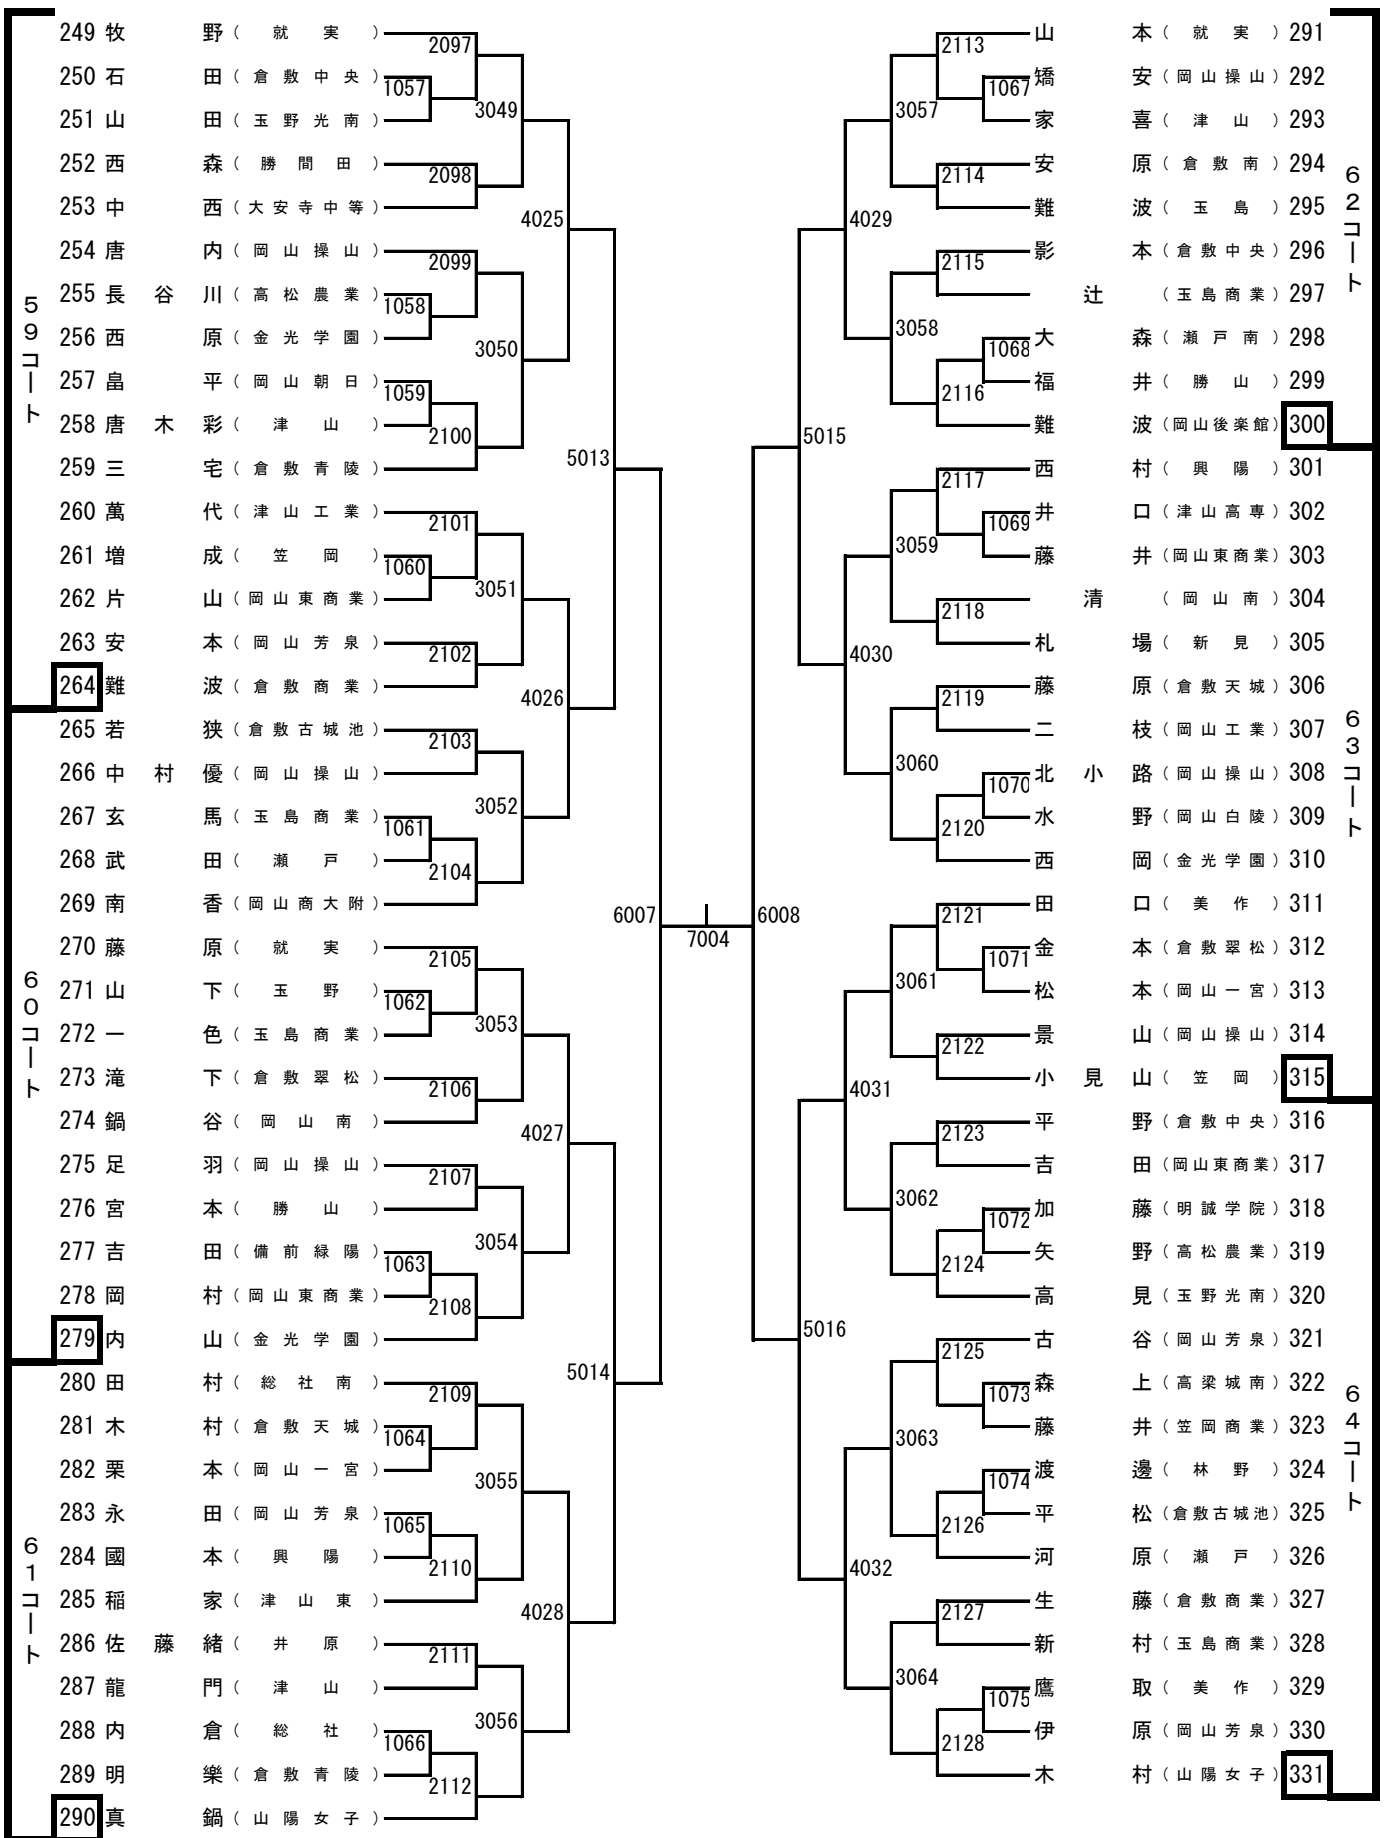 59コート
249 牧 野 ( 就 実 )
250 石 田 ( 倉 敷 中 央 )
251 山 田 ( 玉 野 光 南 )
252 西 森 ( 勝 間 田 )
253 中 西 ( 大 安 寺 中 等 )
254 唐 内 ( 岡 山 操 山 )
255 長 谷 川 ( 高 松 農 業 )
256 西 原 ( 金 光 学 園 )
257 畠 平 ( 岡 山 朝 日 )
258 唐 木 彩 ( 津 山 )
259 三 宅 ( 倉 敷 青 陵 )
260 萬 代 ( 津 山 工 業 )
261 増 成 ( 笠 岡 )
262 片 山 ( 岡 山 東 商 業 )
263 安 本 ( 岡 山 芳 泉 )
264 難 波 ( 倉 敷 商 業 )
60コート
265 若 狭 ( 倉 敷 古 城 池 )
266 中 村 優 ( 岡 山 操 山 )
267 玄 馬 ( 玉 島 商 業 )
268 武 田 ( 瀬 戸 )
269 南 香 ( 岡 山 商 大 附 )
270 藤 原 ( 就 実 )
271 山 下 ( 玉 野 )
272 一 色 ( 玉 島 商 業 )
273 滝 下 ( 倉 敷 翠 松 )
274 鍋 谷 ( 岡 山 南 )
275 足 羽 ( 岡 山 操 山 )
276 宮 本 ( 勝 山 )
277 吉 田 ( 備 前 緑 陽 )
278 岡 村 ( 岡 山 東 商 業 )
279 内 山 ( 金 光 学 園 )
61コート
280 田 村 ( 総 社 南 )
281 木 村 ( 倉 敷 天 城 )
282 栗 本 ( 岡 山 一 宮 )
283 永 田 ( 岡 山 芳 泉 )
284 國 本 ( 興 陽 )
285 稲 家 ( 津 山 東 )
286 佐 藤 緒 ( 井 原 )
287 龍 門 ( 津 山 )
288 内 倉 ( 総 社 )
289 明 樂 ( 倉 敷 青 陵 )
290 真 鍋 ( 山 陽 女 子 )
1057
1058
1059
1060
1061
1062
1063
1064
1065
1066
2097
2098
2099
2100
2101
2102
2103
2104
2105
2106
2107
2108
2109
2110
2111
2112
3049
3050
3051
3052
3053
3054
3055
3056
4025
4026
4027
4028
5013
5014
6007
7004
6008
5015
5016
4029
4030
4031
4032
3057
3058
3059
3060
3061
3062
3063
3064
2113
2114
2115
2116
2117
2118
2119
2120
2121
2122
2123
2124
2125
2126
2127
2128
1067
1068
1069
1070
1071
1072
1073
1074
1075
山 本 ( 就 実 ) 291
矯 安 ( 岡 山 操 山 ) 292
家 喜 ( 津 山 ) 293
安 原 ( 倉 敷 南 ) 294
難 波 ( 玉 島 ) 295
影 本 ( 倉 敷 中 央 ) 296
辻 ( 玉 島 商 業 ) 297
大 森 ( 瀬 戸 南 ) 298
福 井 ( 勝 山 ) 299
難 波 ( 岡 山 後 楽 館 ) 300
62コート
西 村 ( 興 陽 ) 301
井 口 ( 津 山 高 専 ) 302
藤 井 ( 岡 山 東 商 業 ) 303
清 ( 岡 山 南 ) 304
札 場 ( 新 見 ) 305
藤 原 ( 倉 敷 天 城 ) 306
二 枝 ( 岡 山 工 業 ) 307
北 小 路 ( 岡 山 操 山 ) 308
水 野 ( 岡 山 白 陵 ) 309
西 岡 ( 金 光 学 園 ) 310
田 口 ( 美 作 ) 311
金 本 ( 倉 敷 翠 松 ) 312
松 本 ( 岡 山 一 宮 ) 313
景 山 ( 岡 山 操 山 ) 314
小 見 山 ( 笠 岡 ) 315
63コート
平 野 ( 倉 敷 中 央 ) 316
吉 田 ( 岡 山 東 商 業 ) 317
加 藤 ( 明 誠 学 院 ) 318
矢 野 ( 高 松 農 業 ) 319
高 見 ( 玉 野 光 南 ) 320
古 谷 ( 岡 山 芳 泉 ) 321
森 上 ( 高 梁 城 南 ) 322
藤 井 ( 笠 岡 商 業 ) 323
渡 邊 ( 林 野 ) 324
平 松 ( 倉 敷 古 城 池 ) 325
河 原 ( 瀬 戸 ) 326
生 藤 ( 倉 敷 商 業 ) 327
新 村 ( 玉 島 商 業 ) 328
鷹 取 ( 美 作 ) 329
伊 原 ( 岡 山 芳 泉 ) 330
木 村 ( 山 陽 女 子 ) 331
64コート